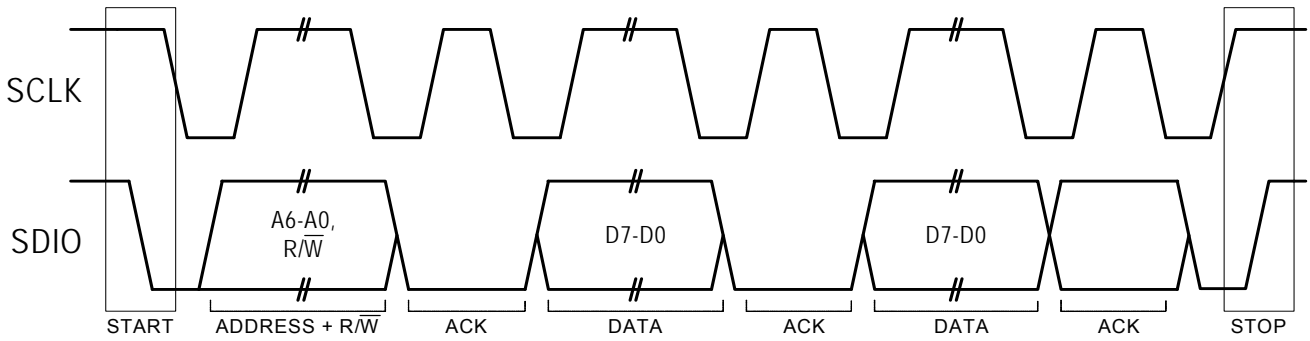 SCLK
SDIO
A6-A0,
R/W̅
D7-D0
D7-D0
START
ADDRESS + R/W̅
ACK
DATA
ACK
DATA
ACK
STOP